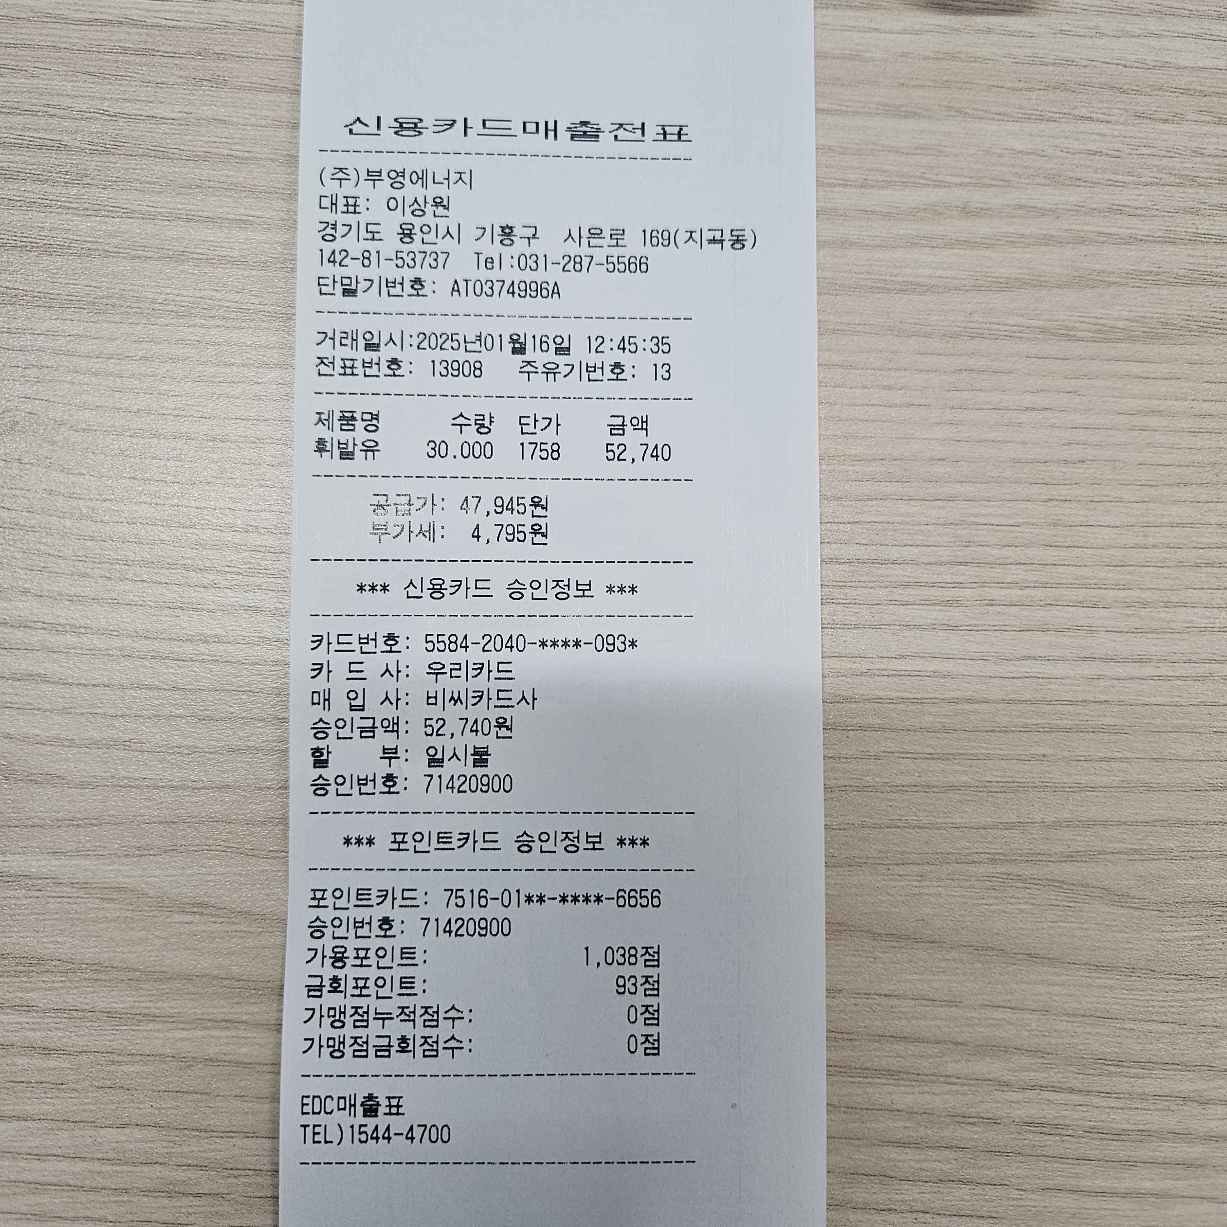 신용카드매출전표
(주)부영에너지
대표: 이상원
경기도 용인시 기흥구 사은로 169(지곡동)
142-81-53737 Tel:031-287-5566
단말기번호: AT0374996A
거래일시:2025년01월16일 12:45:35
전표번호: 13908 주유기번호: 13
제품명 수량 단가 금액
휘발유 30.000 1758 52,740
공급가: 47,945원
부가세: 4,795원
*** 신용카드 승인정보 ***
카드번호: 5584-2040-****-093*
카 드 사: 우리카드
매 입 사: 비씨카드사
승인금액: 52,740원
할 부: 일시불
승인번호: 71420900
*** 포인트카드 승인정보 ***
포인트카드: 7516-01**-****-6656
승인번호: 71420900
가용포인트: 1,038점
금회포인트: 93점
가맹점누적점수: 0점
가맹점금회점수: 0점
EDC매출표
TEL)1544-4700